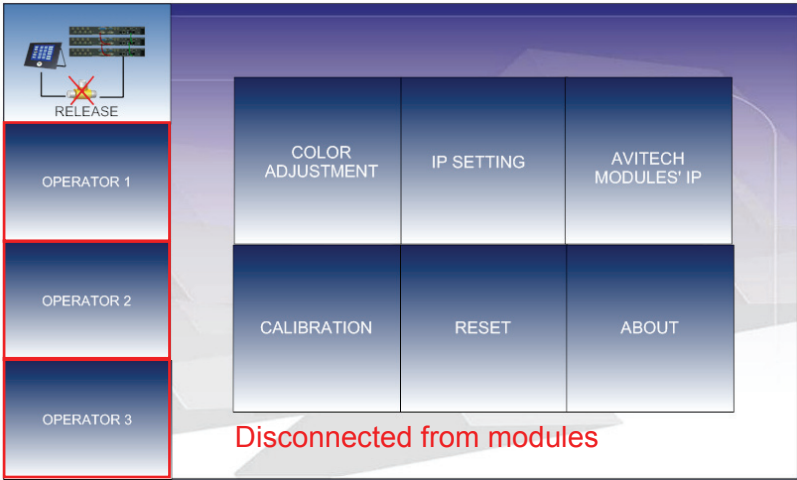 RELEASE
OPERATOR 1
OPERATOR 2
OPERATOR 3
COLOR
ADJUSTMENT
IP SETTING
AVITECH
MODULES' IP
CALIBRATION
RESET
ABOUT
Disconnected from modules